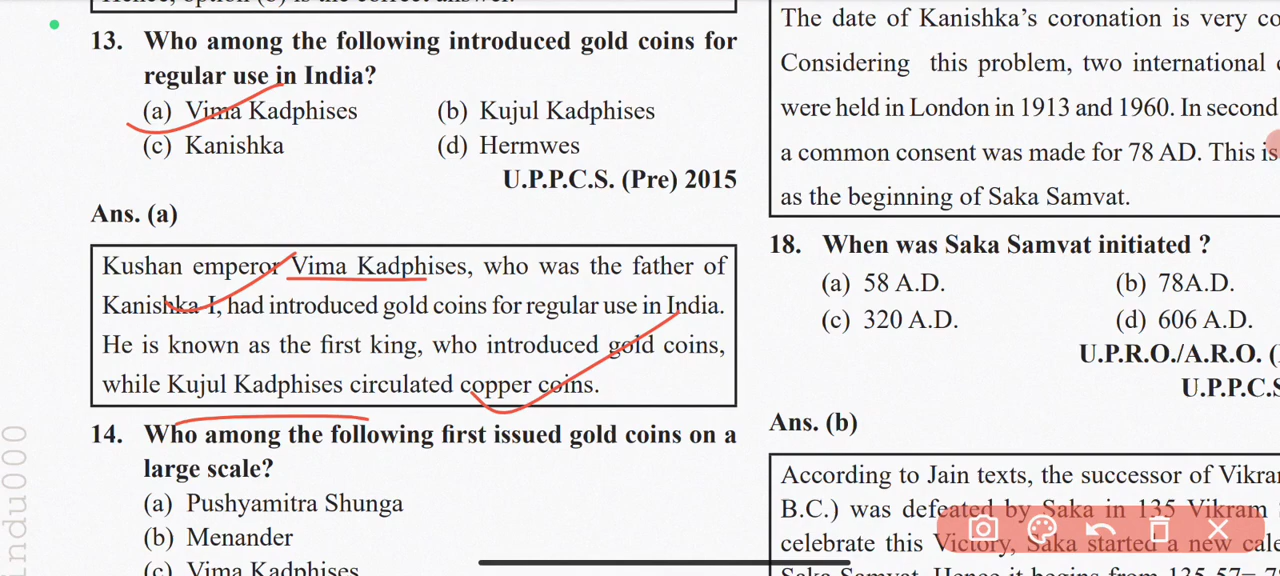 13. Who among the following introduced gold coins for
regular use in India?
(a) Vima Kadphises (b) Kujul Kadphises
(c) Kanishka (d) Hermwes
U.P.P.C.S. (Pre) 2015
Ans. (a)
Kushan emperor Vima Kadphises, who was the father of
Kanishka I, had introduced gold coins for regular use in India.
He is known as the first king, who introduced gold coins,
while Kujul Kadphises circulated copper coins.
14. Who among the following first issued gold coins on a
large scale?
(a) Pushyamitra Shunga
(b) Menander
(c) Vima Kadphises
The date of Kanishka's coronation is very
Considering this problem, two international
were held in London in 1913 and 1960. In second
a common consent was made for 78 AD. This is
as the beginning of Saka Samvat.
18. When was Saka Samvat initiated ?
(a) 58 A.D. (b) 78A.D.
(c) 320 A.D. (d) 606 A.D.
U.P.R.O./A.R.O.
U.P.P.C.S
Ans. (b)
According to Jain texts, the successor of
B.C.) was defeated by Saka in 135 Vikram
celebrate this Victory, Saka started a new